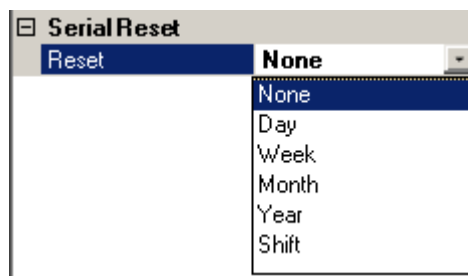 Serial Reset
Reset None
None
Day
Week
Month
Year
Shift